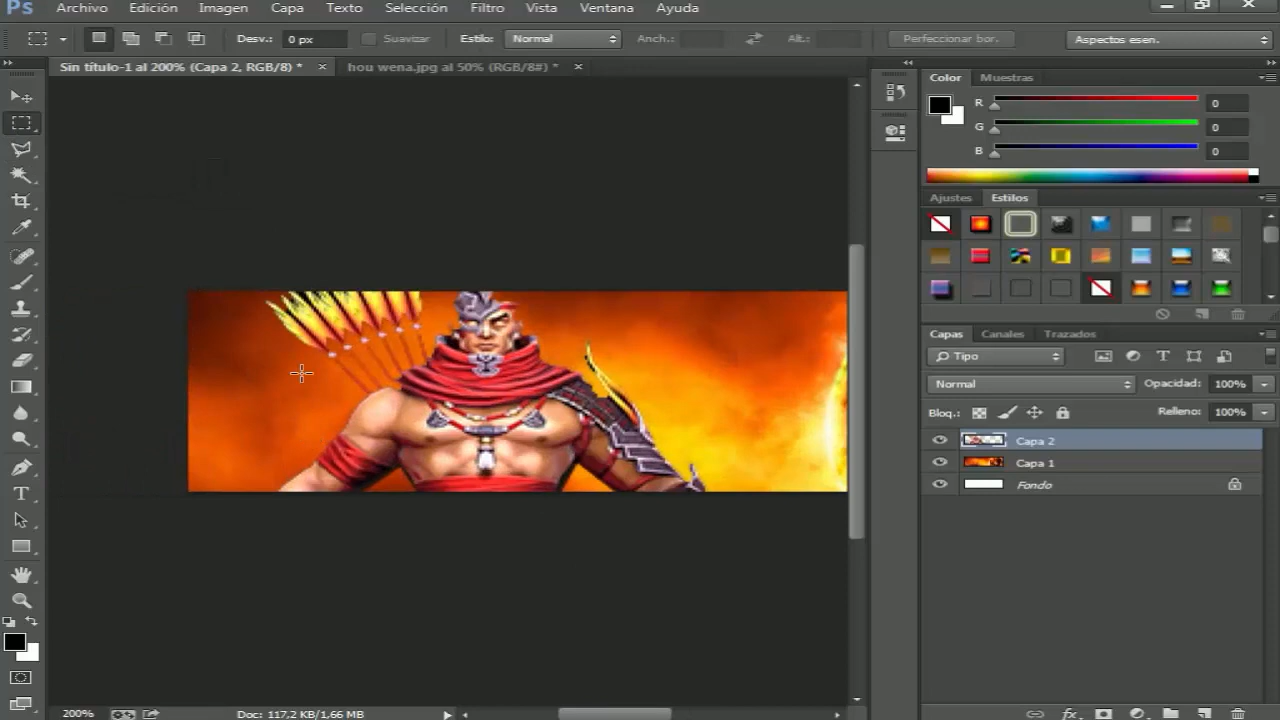 Ps Archivo Edición Imagen Capa Texto Selección Filtro Vista Ventana Ayuda
Desv.: 0 px Suavizar Estilo: Normal Anch.: Alt.: Perfeccionar bor. Aspectos esen.
Sin título-1 al 200% (Capa 2, RGB/8) * hou wena.jpg al 50% (RGB/8#) *
Color Muestras
R 0
G 0
B 0
Ajustes Estilos
Capas Canales Trazados
Tipo
Normal Opacidad: 100%
Bloq.: Relleno: 100%
Capa 2
Capa 1
Fondo
200% Doc: 117,2 KB/1,66 MB